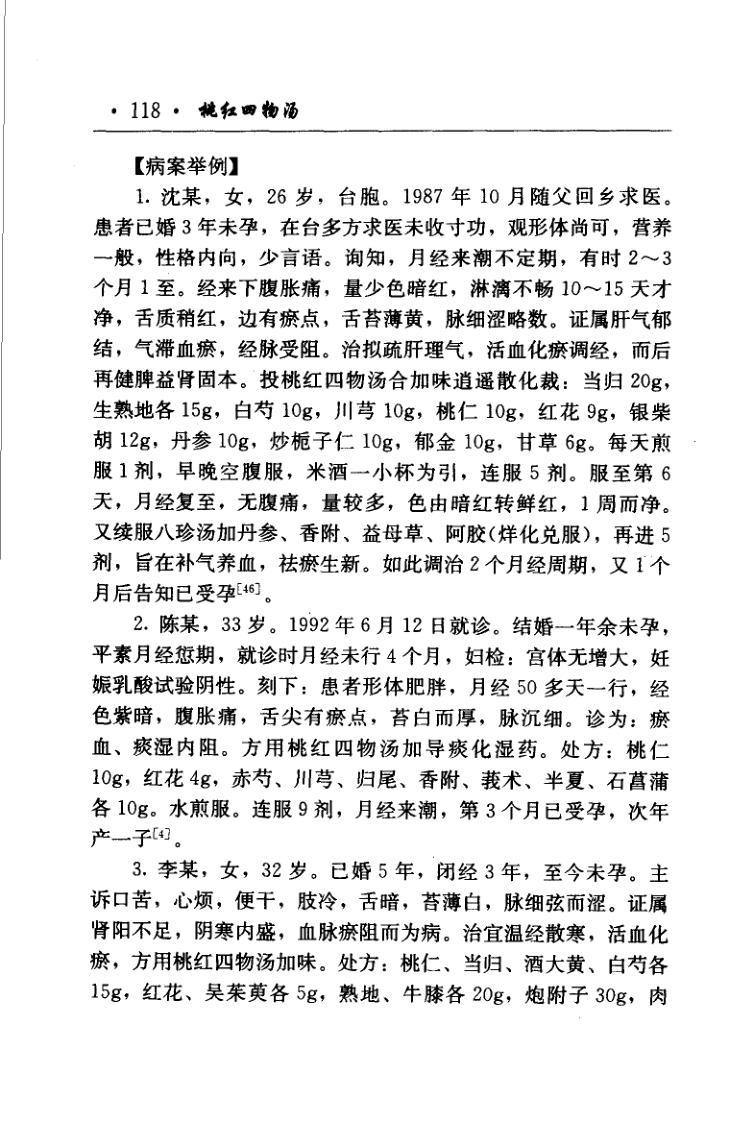 · 118 · 桃红四物汤
【病案举例】
1. 沈某，女，26 岁，台胞。1987 年 10 月随父回乡求医。
患者已婚 3 年未孕，在台多方求医未收寸功，观形体尚可，营养
一般，性格内向，少言语。询知，月经来潮不定期，有时 2～3
个月 1 至。经来下腹胀痛，量少色暗红，淋漓不畅 10～15 天才
净，舌质稍红，边有瘀点，舌苔薄黄，脉细涩略数。证属肝气郁
结，气滞血瘀，经脉受阻。治拟疏肝理气，活血化瘀调经，而后
再健脾益肾固本。投桃红四物汤合加味逍遥散化裁：当归 20g，
生熟地各 15g，白芍 10g，川芎 10g，桃仁 10g，红花 9g，银柴
胡 12g，丹参 10g，炒栀子仁 10g，郁金 10g，甘草 6g。每天煎
服 1 剂，早晚空腹服，米酒一小杯为引，连服 5 剂。服至第 6
天，月经复至，无腹痛，量较多，色由暗红转鲜红，1 周而净。
又续服八珍汤加丹参、香附、益母草、阿胶（烊化兑服），再进 5
剂，旨在补气养血，祛瘀生新。如此调治 2 个月经周期，又 1 个
月后告知已受孕[46]。
2. 陈某，33 岁。1992 年 6 月 12 日就诊。结婚一年余未孕，
平素月经愆期，就诊时月经未行 4 个月，妇检：宫体无增大，妊
娠乳酸试验阴性。刻下：患者形体肥胖，月经 50 多天一行，经
色紫暗，腹胀痛，舌尖有瘀点，苔白而厚，脉沉细。诊为：瘀
血、痰湿内阻。方用桃红四物汤加导痰化湿药。处方：桃仁
10g，红花 4g，赤芍、川芎、归尾、香附、莪术、半夏、石菖蒲
各 10g。水煎服。连服 9 剂，月经来潮，第 3 个月已受孕，次年
产一子[4]。
3. 李某，女，32 岁。已婚 5 年，闭经 3 年，至今未孕。主
诉口苦，心烦，便干，肢冷，舌暗，苔薄白，脉细弦而涩。证属
肾阳不足，阴寒内盛，血脉瘀阻而为病。治宜温经散寒，活血化
瘀，方用桃红四物汤加味。处方：桃仁、当归、酒大黄、白芍各
15g，红花、吴茱萸各 5g，熟地、牛膝各 20g，炮附子 30g，肉